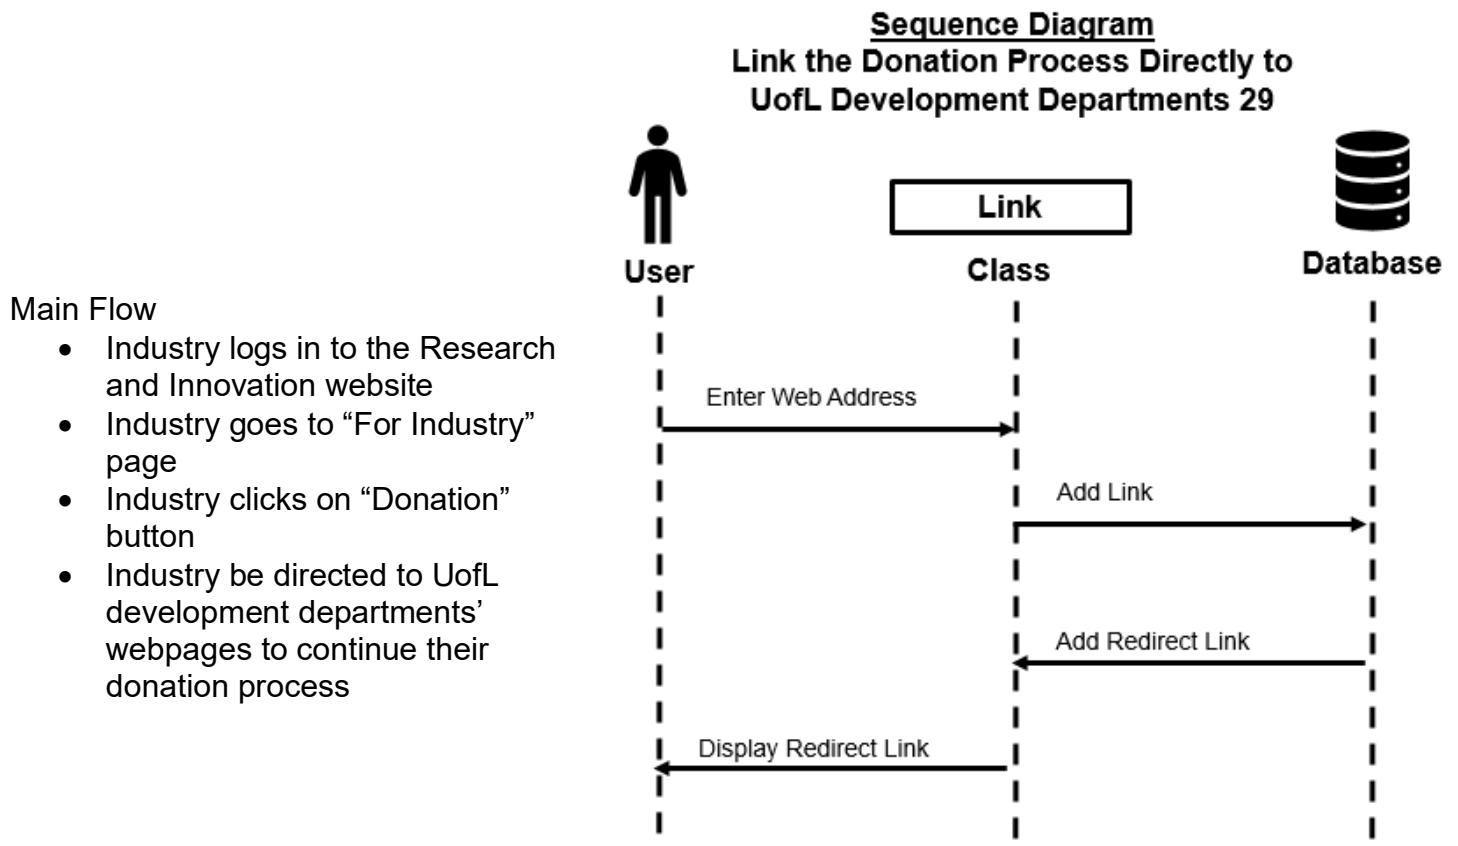 Sequence Diagram
Link the Donation Process Directly to
UofL Development Departments 29
Link
User
Class
Database
Main Flow
• Industry logs in to the Research
and Innovation website
• Industry goes to “For Industry”
page
• Industry clicks on “Donation”
button
• Industry be directed to UofL
development departments’
webpages to continue their
donation process
Enter Web Address
Add Link
Add Redirect Link
Display Redirect Link